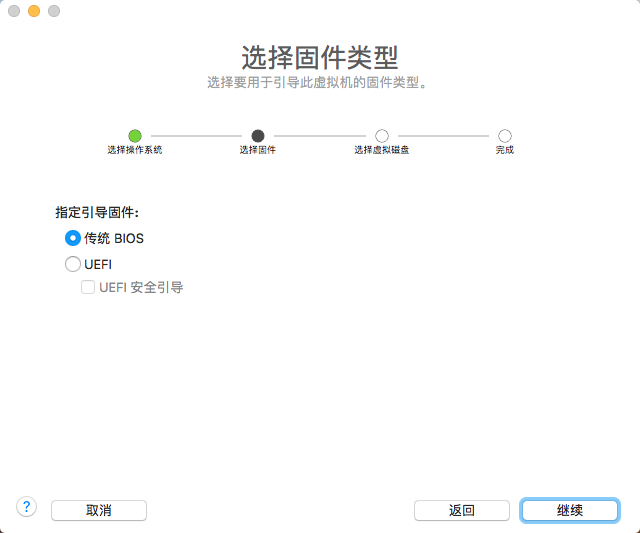 选择固件类型
选择要用于引导此虚拟机的固件类型。
选择操作系统 选择固件 选择虚拟磁盘 完成
指定引导固件:
传统 BIOS
UEFI
UEFI 安全引导
? 取消 返回 继续